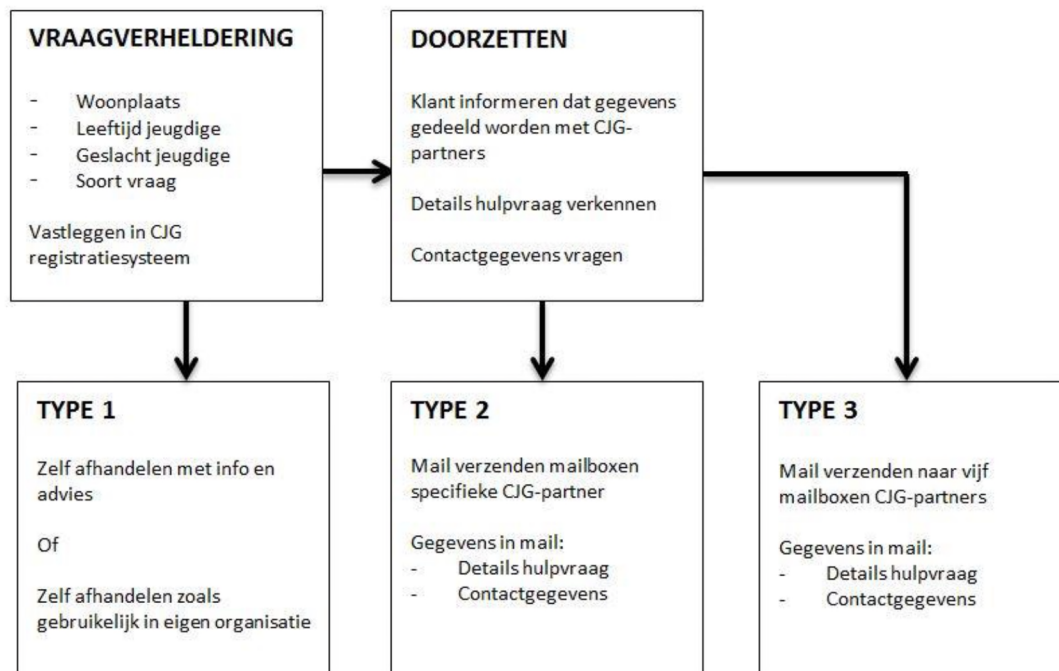 VRAAGVERHELDERING
- Woonplaats
- Leeftijd jeugdige
- Geslacht jeugdige
- Soort vraag
Vastleggen in CJG
registratiesysteem
DOORZETTEN
Klant informeren dat gegevens
gedeeld worden met CJG-
partners
Details hulpvraag verkennen
Contactgegevens vragen
TYPE 1
Zelf afhandelen met info en
advies
Of
Zelf afhandelen zoals
gebruikelijk in eigen organisatie
TYPE 2
Mail verzenden mailboxen
specifieke CJG-partner
Gegevens in mail:
- Details hulpvraag
- Contactgegevens
TYPE 3
Mail verzenden naar vijf
mailboxen CJG-partners
Gegevens in mail:
- Details hulpvraag
- Contactgegevens